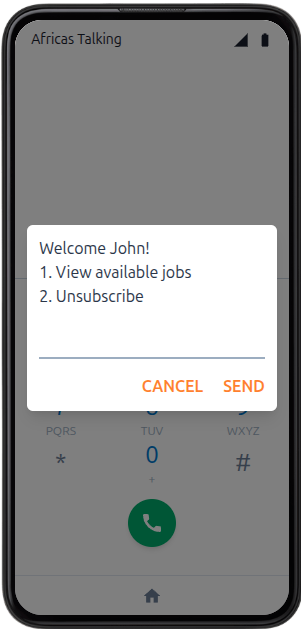 Africas Talking
Welcome John!
1. View available jobs
2. Unsubscribe
CANCEL SEND
PQRS TUV WXYZ
* 0 #
+